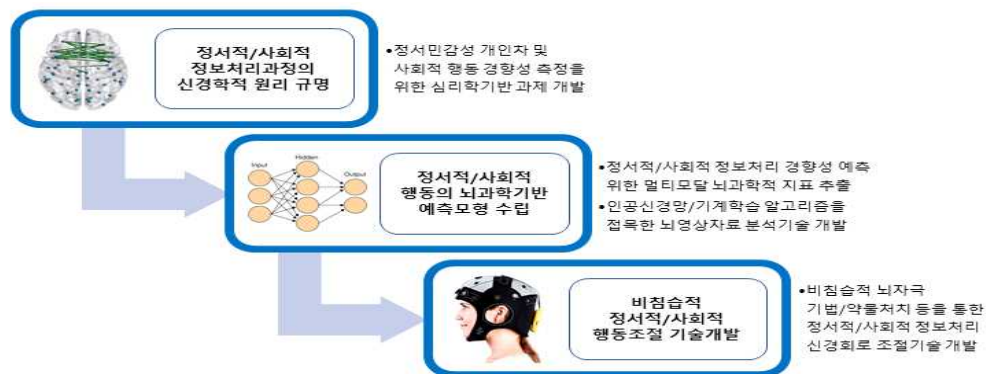 정서적/사회적
정보처리과정의
신경학적 원리 규명
•정서민감성 개인차 및
사회적 행동 경향성 측정을
위한 심리학기반 과제 개발
Input
Hidden
Output
정서적/사회적
행동의 뇌과학기반
예측모형 수립
•정서적/사회적 정보처리 경향성 예측
위한 멀티모달 뇌과학적 지표 추출
•인공신경망/기계학습 알고리즘을
접목한 뇌영상자료 분석기술 개발
비침습적
정서적/사회적
행동조절 기술개발
•비침습적 뇌자극
기법/약물처치 등을 통한
정서적/사회적 정보처리
신경회로 조절기술 개발